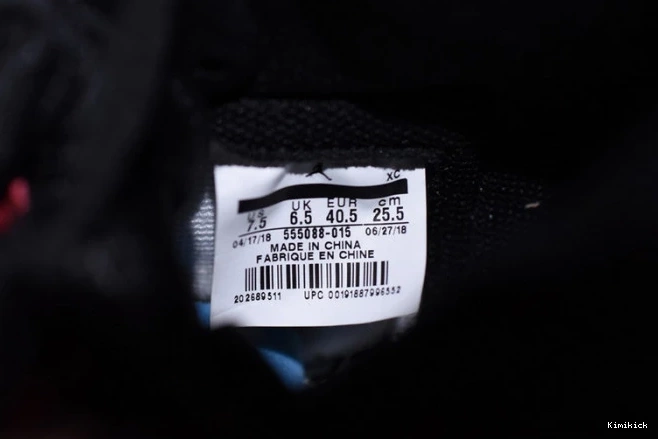 XC
US UK EUR cm
7.5 6.5 40.5 25.5
04/17/18 555088-015 06/27/18
MADE IN CHINA
FABRIQUE EN CHINE
202689511 UPC 00191887996552
Kimikick